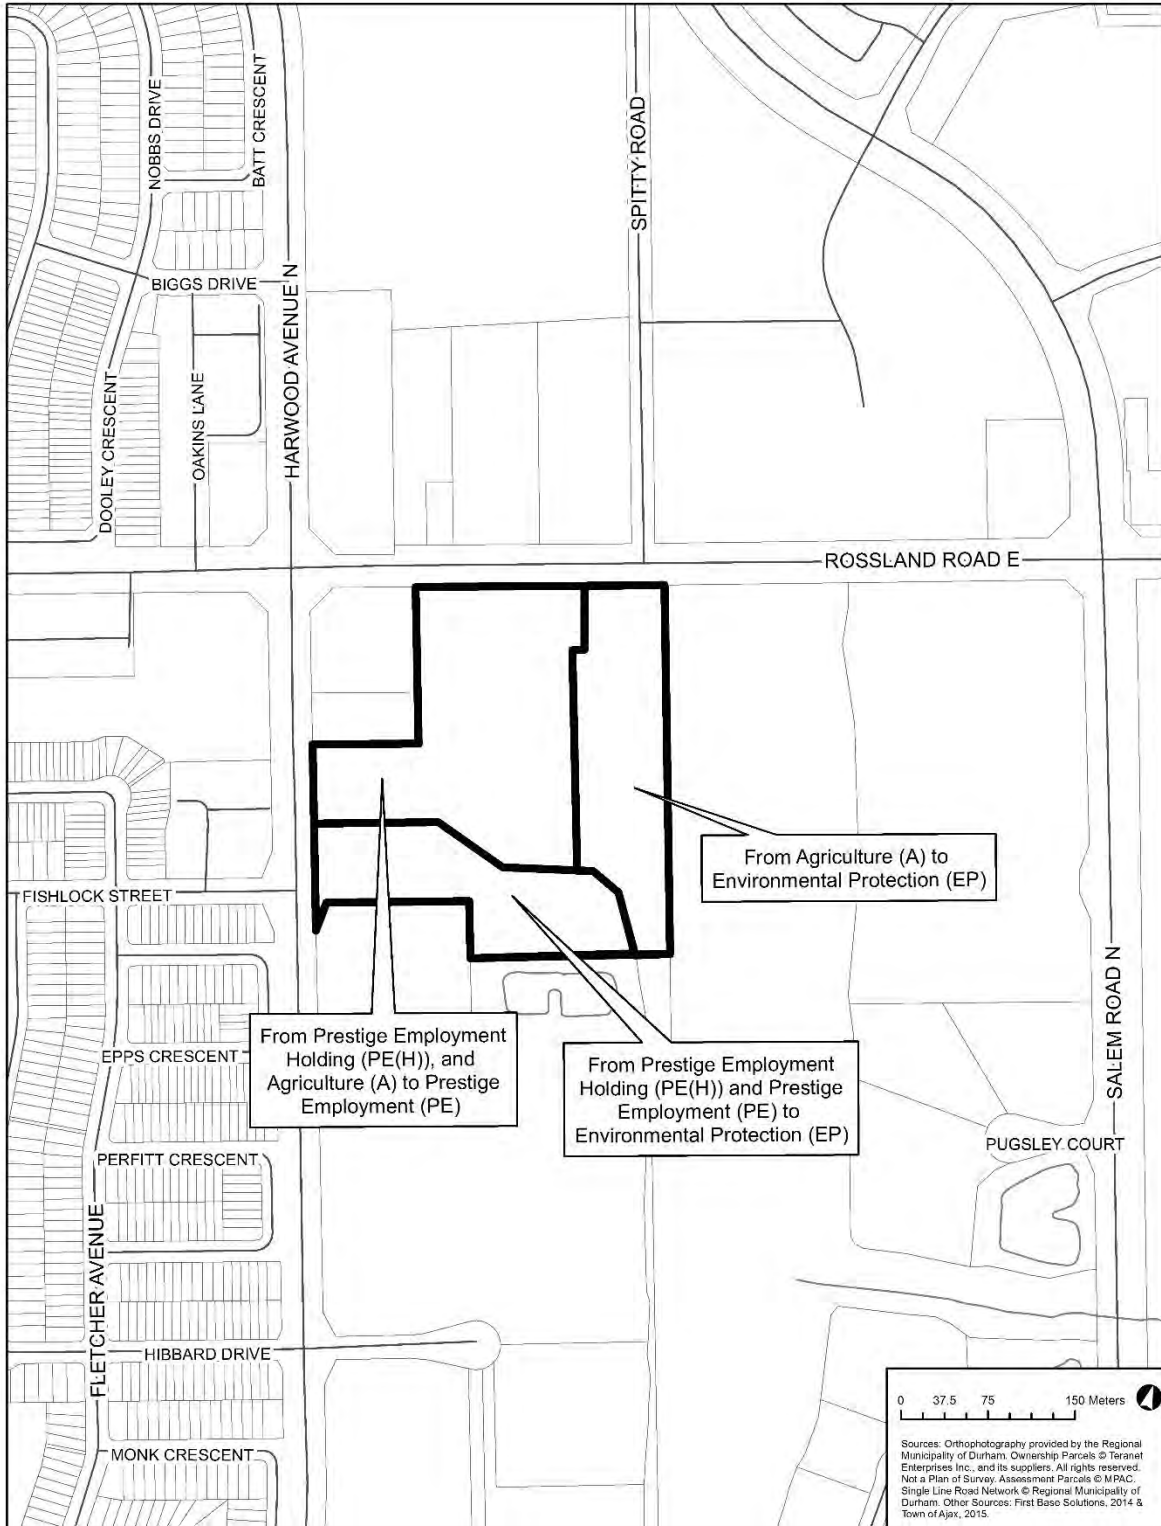 NOBBS DRIVE
BATT CRESCENT
SPITTY ROAD
BIGGS DRIVE
HARWOOD AVENUE N
DOOLEY CRESCENT
OAKINS LANE
ROSSLAND ROAD E
From Agriculture (A) to
Environmental Protection (EP)
FISHLOCK STREET
SALEM ROAD N
From Prestige Employment
Holding (PE(H)), and
Agriculture (A) to Prestige
Employment (PE)
EPPS CRESCENT
From Prestige Employment
Holding (PE(H)) and Prestige
Employment (PE) to
Environmental Protection (EP)
PUGSLEY COURT
PERFITT CRESCENT
FLETCHER AVENUE
HIBBARD DRIVE
MONK CRESCENT
0 37.5 75 150 Meters
Sources: Orthophotography provided by the Regional
Municipality of Durham. Ownership Parcels © Teranet
Enterprises Inc., and its suppliers. All rights reserved.
Not a Plan of Survey. Assessment Parcels © MPAC.
Single Line Road Network © Regional Municipality of
Durham. Other Sources: First Base Solutions, 2014 &
Town of Ajax, 2015.